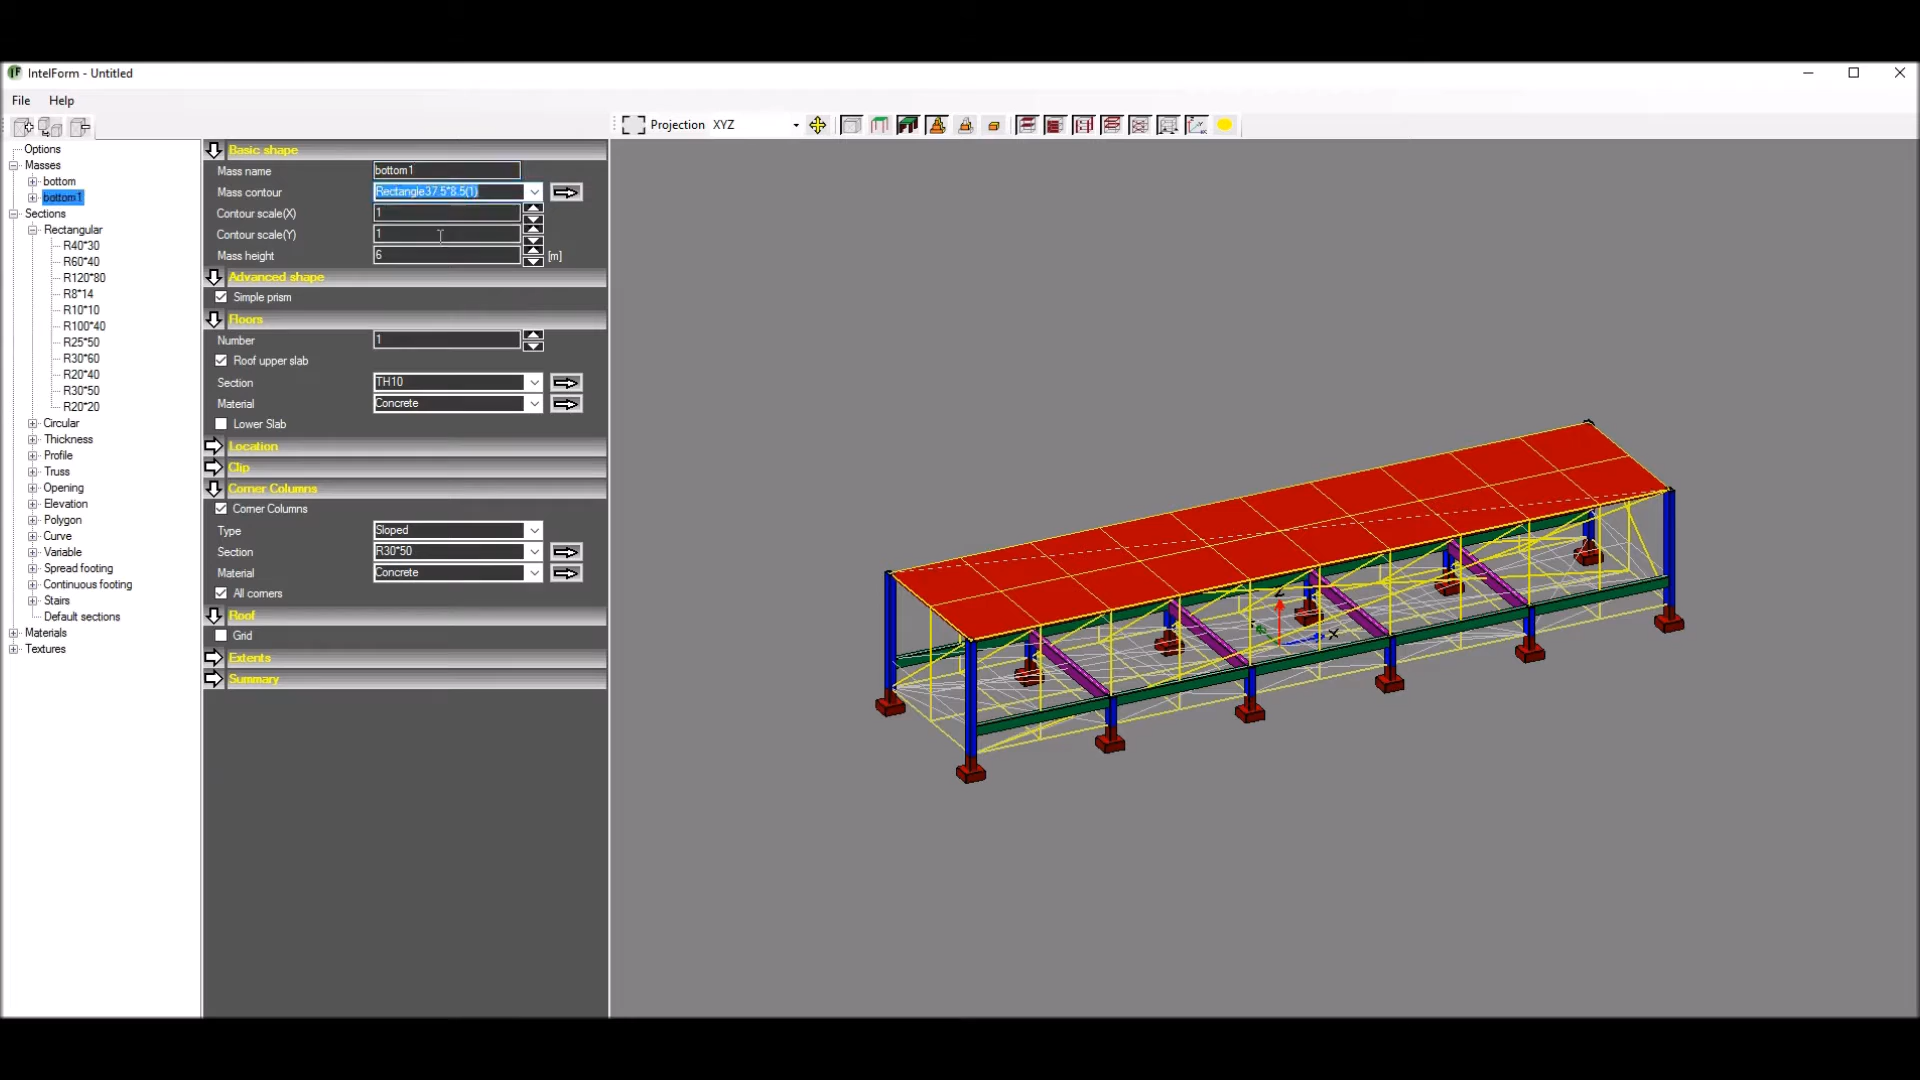 IntelForm - Untitled
File Help
Projection XYZ
Options
Masses
bottom
bottom1
Sections
Rectangular
R40*30
R60*40
R120*80
R8*14
R10*10
R100*40
R25*50
R30*60
R20*40
R30*50
R20*20
Circular
Thickness
Profile
Truss
Opening
Elevation
Polygon
Curve
Variable
Spread footing
Continuous footing
Stairs
Default sections
Materials
Textures
Basic shape
Mass name bottom1
Mass contour Rectangle37.5*8.5(1)
Contour scale(X) 1
Contour scale(Y) 1
Mass height 6 [m]
Advanced shape
Simple prism
Floors
Number 1
Roof upper slab
Section TH10
Material Concrete
Lower Slab
Location
Clip
Corner Columns
Corner Columns
Type Sloped
Section R30*50
Material Concrete
All corners
Roof
Grid
Extents
Summary
X